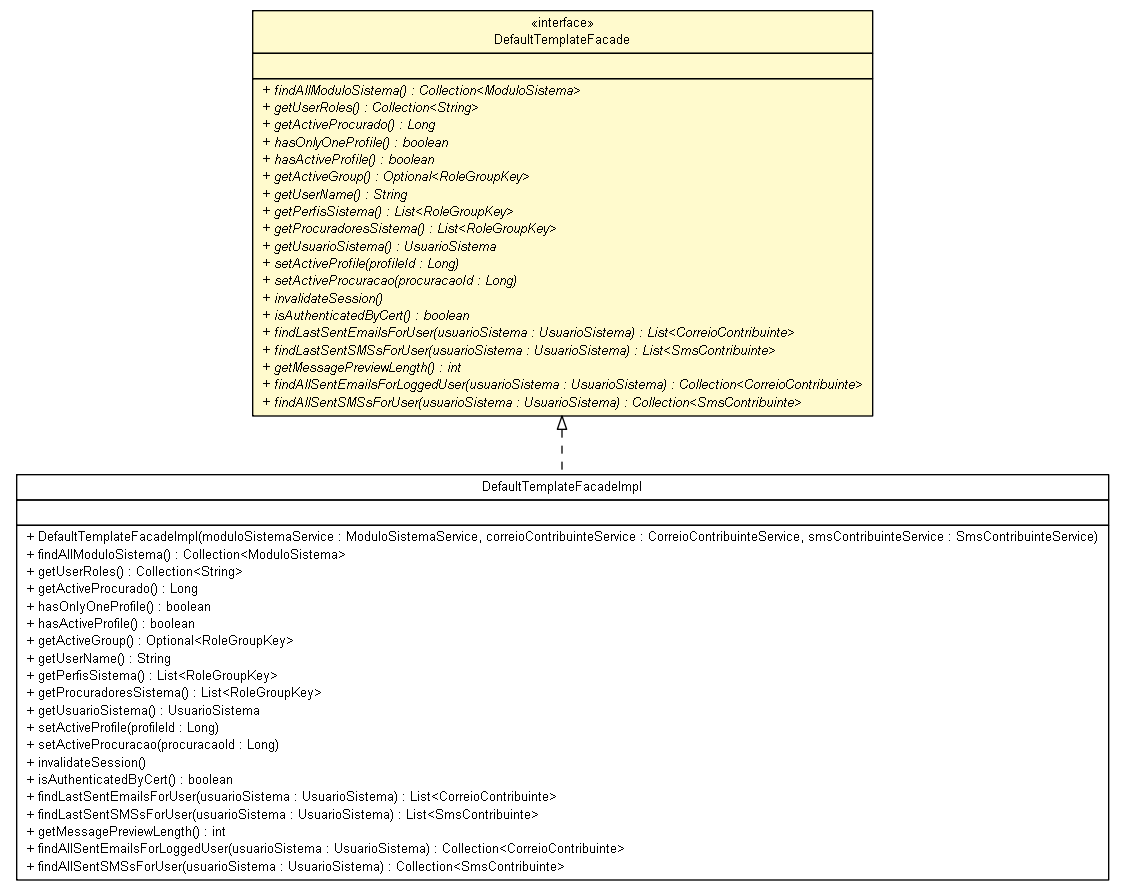 «interface»
DefaultTemplateFacade
+ findAllModuloSistema() : Collection<ModuloSistema>
+ getUserRoles() : Collection<String>
+ getActiveProcurado() : Long
+ hasOnlyOneProfile() : boolean
+ hasActiveProfile() : boolean
+ getActiveGroup() : Optional<RoleGroupKey>
+ getUserName() : String
+ getPerfisSistema() : List<RoleGroupKey>
+ getProcuradoresSistema() : List<RoleGroupKey>
+ getUsuarioSistema() : UsuarioSistema
+ setActiveProfile(profileId : Long)
+ setActiveProcuracao(procuracaoId : Long)
+ invalidateSession()
+ isAuthenticatedByCert() : boolean
+ findLastSentEmailsForUser(usuarioSistema : UsuarioSistema) : List<CorreioContribuinte>
+ findLastSentSMSsForUser(usuarioSistema : UsuarioSistema) : List<SmsContribuinte>
+ getMessagePreviewLength() : int
+ findAllSentEmailsForLoggedUser(usuarioSistema : UsuarioSistema) : Collection<CorreioContribuinte>
+ findAllSentSMSsForUser(usuarioSistema : UsuarioSistema) : Collection<SmsContribuinte>
DefaultTemplateFacadeImpl
+ DefaultTemplateFacadeImpl(moduloSistemaService : ModuloSistemaService, correioContribuinteService : CorreioContribuinteService, smsContribuinteService : SmsContribuinteService)
+ findAllModuloSistema() : Collection<ModuloSistema>
+ getUserRoles() : Collection<String>
+ getActiveProcurado() : Long
+ hasOnlyOneProfile() : boolean
+ hasActiveProfile() : boolean
+ getActiveGroup() : Optional<RoleGroupKey>
+ getUserName() : String
+ getPerfisSistema() : List<RoleGroupKey>
+ getProcuradoresSistema() : List<RoleGroupKey>
+ getUsuarioSistema() : UsuarioSistema
+ setActiveProfile(profileId : Long)
+ setActiveProcuracao(procuracaoId : Long)
+ invalidateSession()
+ isAuthenticatedByCert() : boolean
+ findLastSentEmailsForUser(usuarioSistema : UsuarioSistema) : List<CorreioContribuinte>
+ findLastSentSMSsForUser(usuarioSistema : UsuarioSistema) : List<SmsContribuinte>
+ getMessagePreviewLength() : int
+ findAllSentEmailsForLoggedUser(usuarioSistema : UsuarioSistema) : Collection<CorreioContribuinte>
+ findAllSentSMSsForUser(usuarioSistema : UsuarioSistema) : Collection<SmsContribuinte>